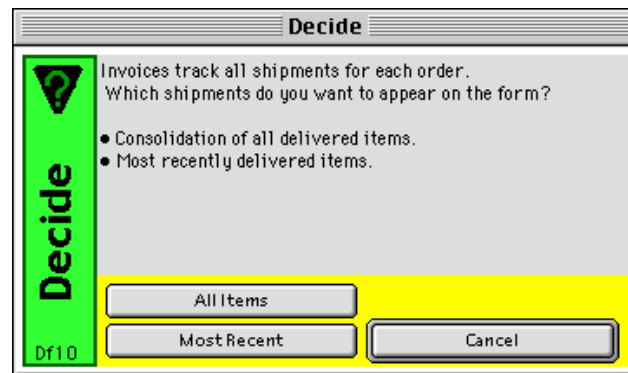 Decide
Invoices track all shipments for each order.
Which shipments do you want to appear on the form?
● Consolidation of all delivered items.
● Most recently delivered items.
?
Decide
Df10
All Items
Most Recent
Cancel